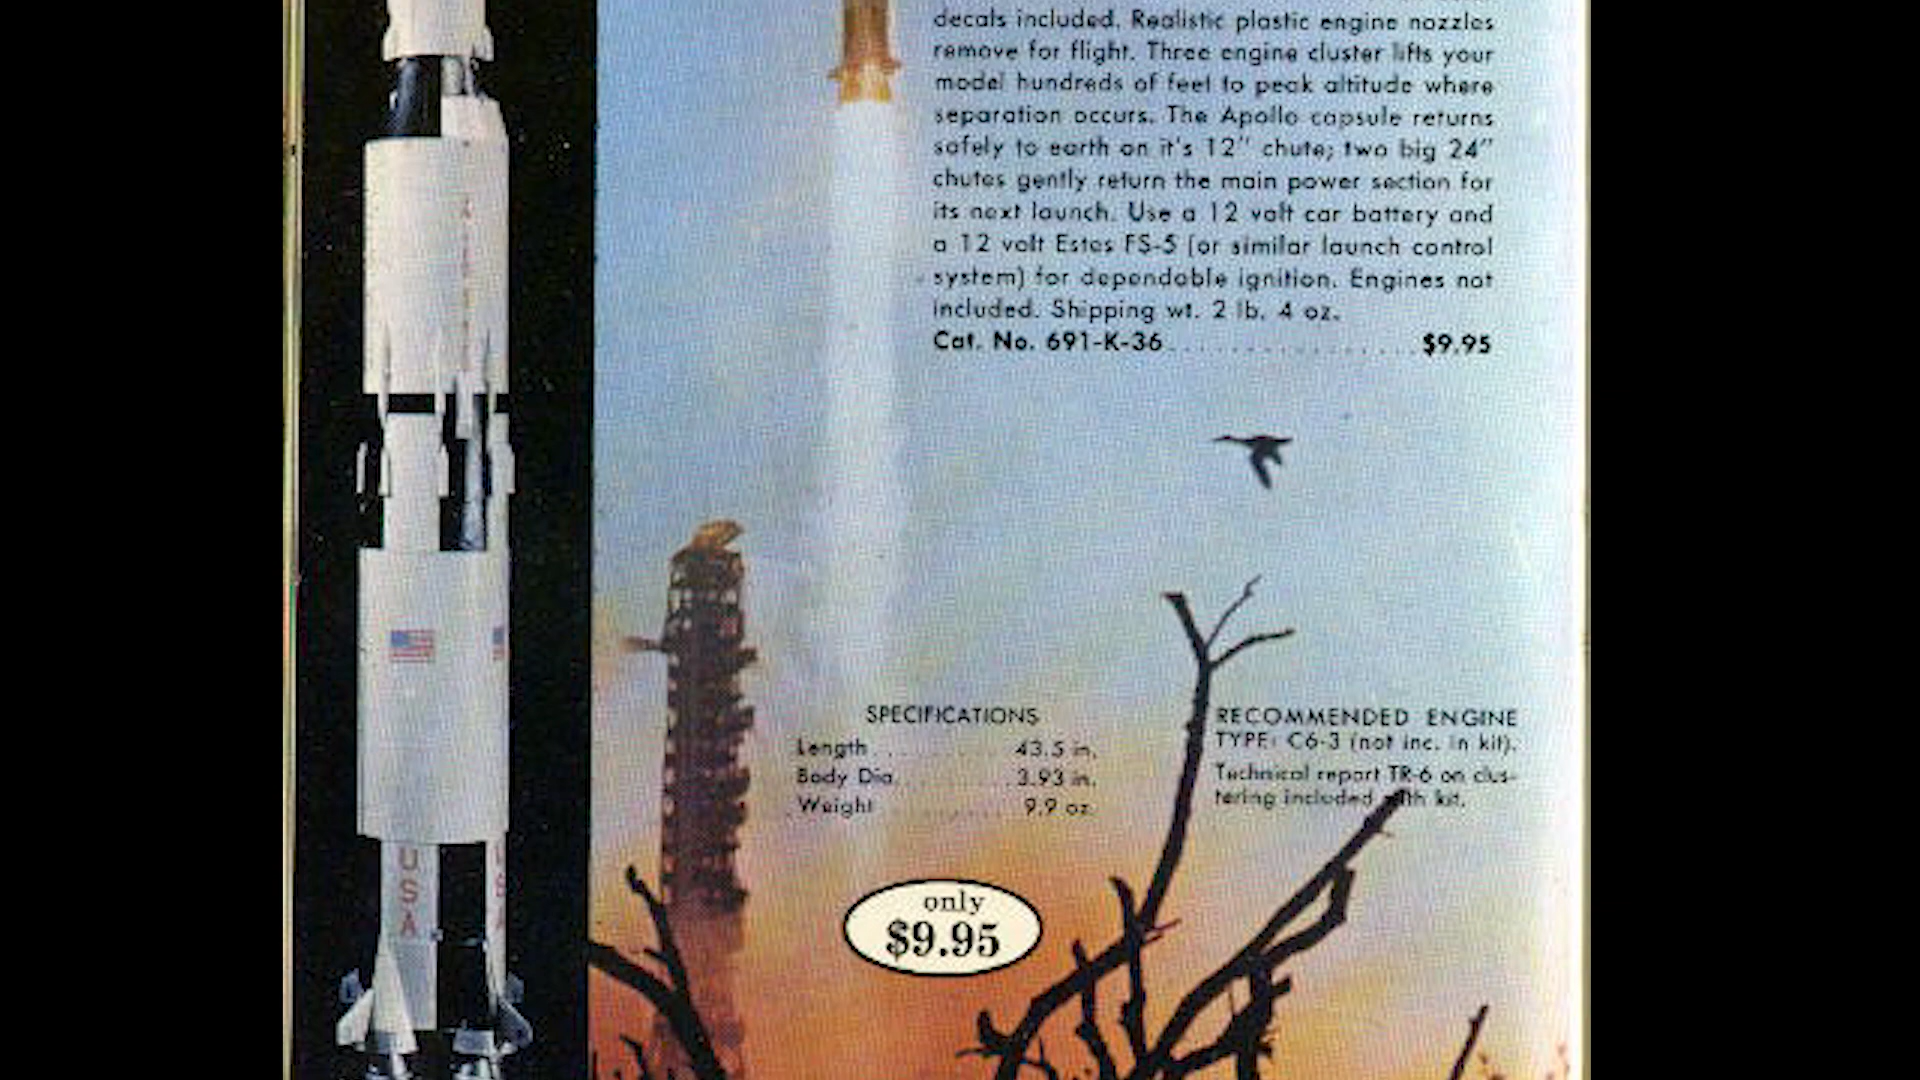 decals included. Realistic plastic engine nozzles
remove for flight. Three engine cluster lifts your
model hundreds of feet to peak altitude where
separation occurs. The Apollo capsule returns
safely to earth on it's 12" chute; two big 24"
chutes gently return the main power section for
its next launch. Use a 12 volt car battery and
a 12 volt Estes FS-5 (or similar launch control
system) for dependable ignition. Engines not
included. Shipping wt. 2 lb. 4 oz.
Cat. No. 691-K-36 . . . . . . . . . . . . . . . . $9.95
SPECIFICATIONS
Length . . . . . . . . . 43.5 in.
Body Dia. . . . . . . . . 3.93 in.
Weight . . . . . . . . . 9.9 oz.
RECOMMENDED ENGINE
TYPE: C6-3 (not inc. in kit).
Technical report TR-6 on clus-
tering included with kit.
only
$9.95
USA
USA